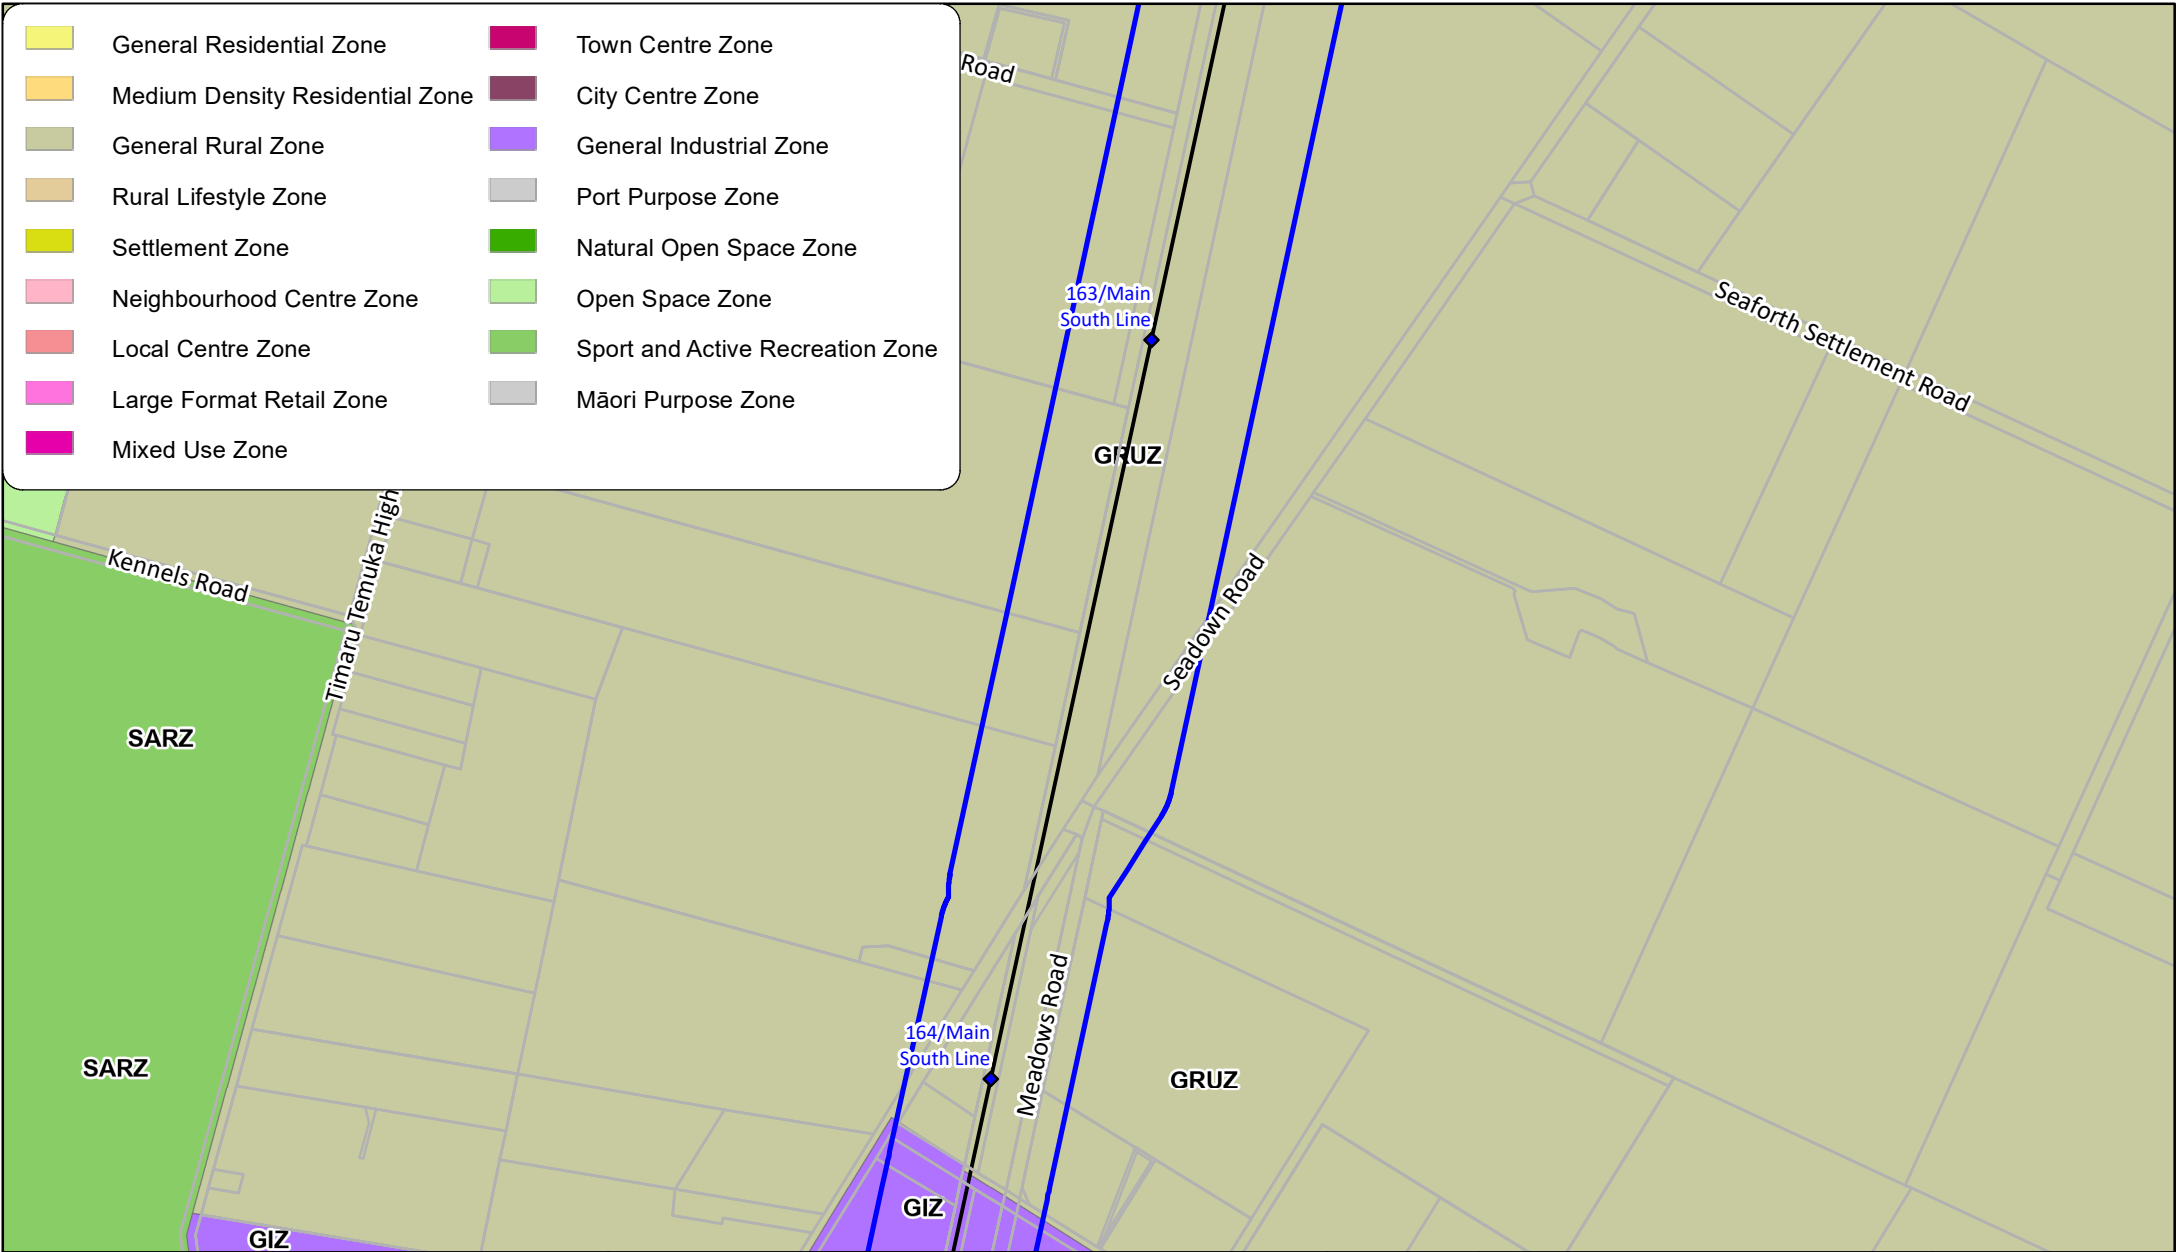 General Residential Zone
Medium Density Residential Zone
General Rural Zone
Rural Lifestyle Zone
Settlement Zone
Neighbourhood Centre Zone
Local Centre Zone
Large Format Retail Zone
Mixed Use Zone
Town Centre Zone
City Centre Zone
General Industrial Zone
Port Purpose Zone
Natural Open Space Zone
Open Space Zone
Sport and Active Recreation Zone
Māori Purpose Zone
Road
163/Main
South Line
Seaforth Settlement Road
GRUZ
Timaru Temuka High
Kennels Road
Seadown Road
SARZ
Meadows Road
164/Main
South Line
SARZ
GRUZ
GIZ
GIZ